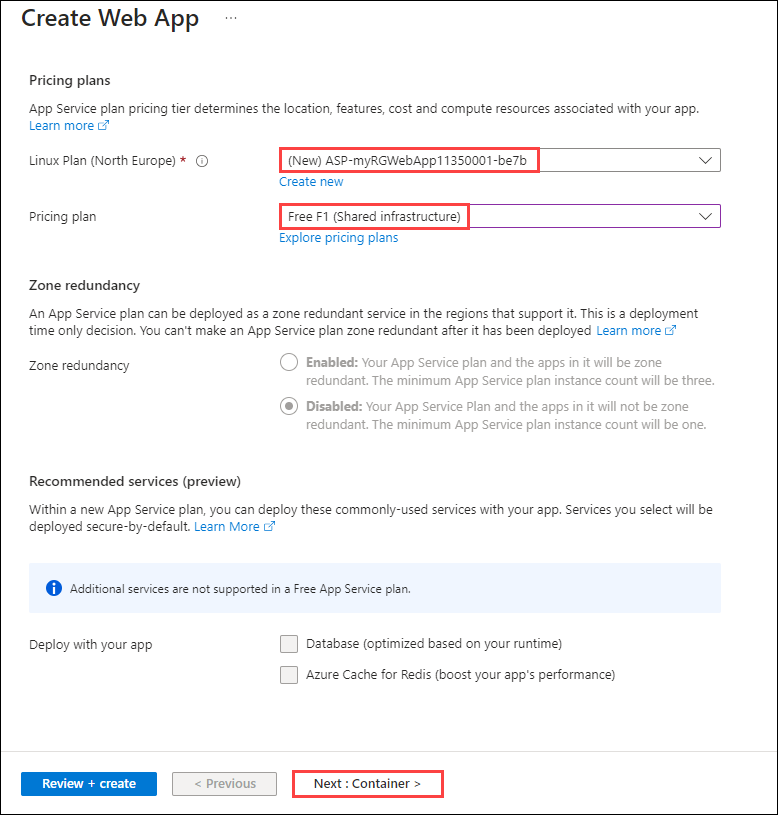 Create Web App ...
Pricing plans
App Service plan pricing tier determines the location, features, cost and compute resources associated with your app.
Learn more
Linux Plan (North Europe) *
(New) ASP-myRGWebApp11350001-be7b
Create new
Pricing plan
Free F1 (Shared infrastructure)
Explore pricing plans
Zone redundancy
An App Service plan can be deployed as a zone redundant service in the regions that support it. This is a deployment
time only decision. You can't make an App Service plan zone redundant after it has been deployed Learn more
Zone redundancy
Enabled: Your App Service plan and the apps in it will be zone
redundant. The minimum App Service plan instance count will be three.
Disabled: Your App Service Plan and the apps in it will not be zone
redundant. The minimum App Service plan instance count will be one.
Recommended services (preview)
Within a new App Service plan, you can deploy these commonly-used services with your app. Services you select will be
deployed secure-by-default. Learn More
Additional services are not supported in a Free App Service plan.
Deploy with your app
Database (optimized based on your runtime)
Azure Cache for Redis (boost your app's performance)
Review + create
< Previous
Next : Container >